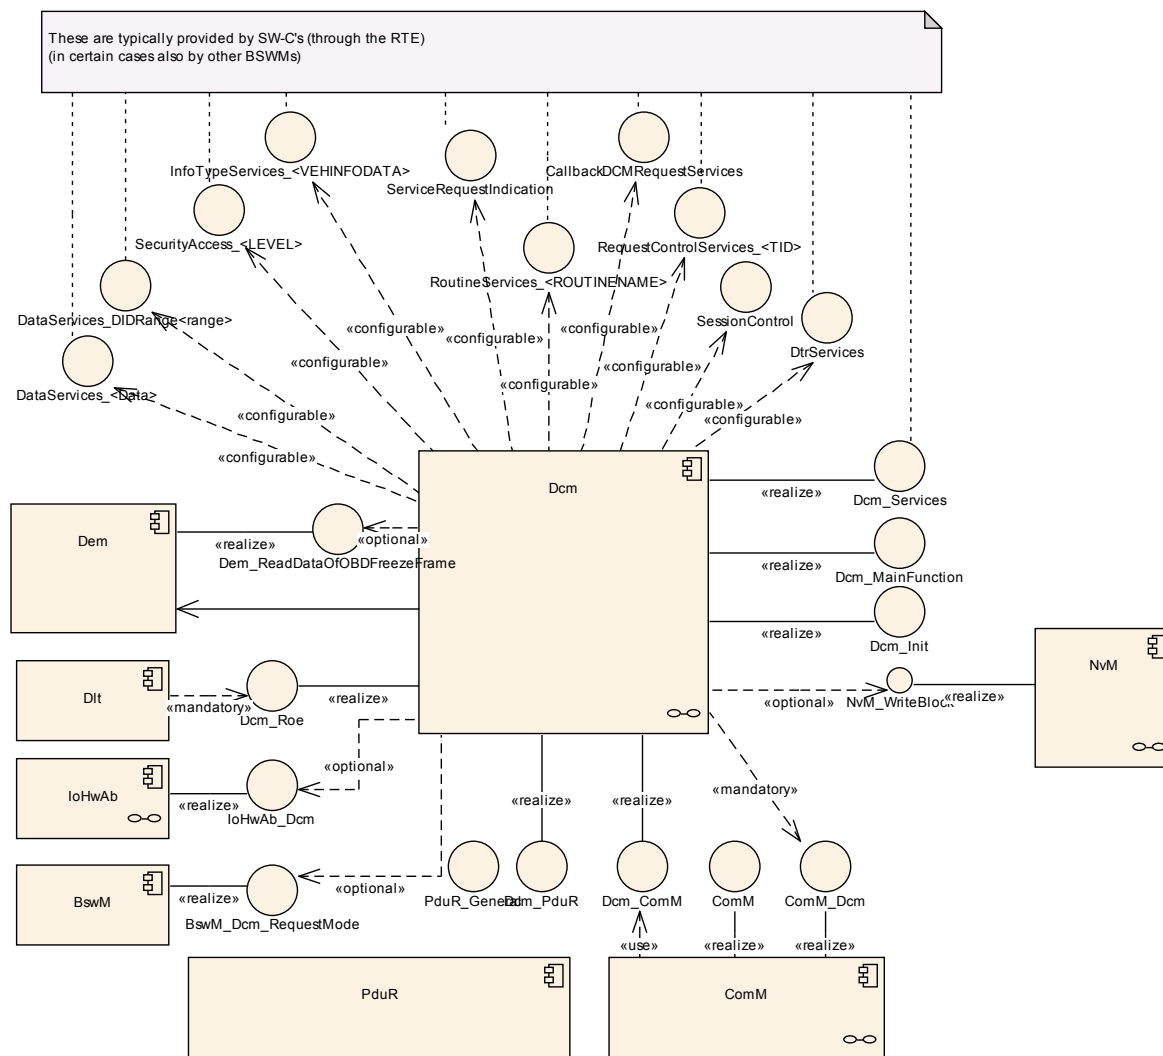 These are typically provided by SW-C's (through the RTE)
(in certain cases also by other BSWMs)
InfoTypeServices_<VEHINFODATA>
ServiceRequestIndication
CallbackDCMRequestServices
SecurityAccess_<LEVEL>
RequestControlServices_<TID>
RoutineServices_<ROUTINENAME>
DataServices_DIDRange<range>
SessionControl
DtrServices
DataServices_<Data>
«configurable»
«configurable»
«configurable»
«configurable»
«configurable»
«configurable»
«configurable»
«configurable»
«configurable»
«configurable»
Dcm
«realize»
Dcm_Services
Dem
«realize»
«optional»
Dem_ReadDataOfOBDFreezeFrame
«realize»
Dcm_MainFunction
«realize»
Dcm_Init
NvM
Dlt
«mandatory»
Dcm_Roe
«realize»
«optional»
NvM_WriteBlock
«realize»
«optional»
IoHwAb
«realize»
IoHwAb_Dcm
«realize»
«realize»
«mandatory»
BswM
«realize»
BswM_Dcm_RequestMode
«optional»
PduR_General
Dcm_PduR
Dcm_ComM
ComM
ComM_Dcm
«use»
«realize»
«realize»
PduR
ComM